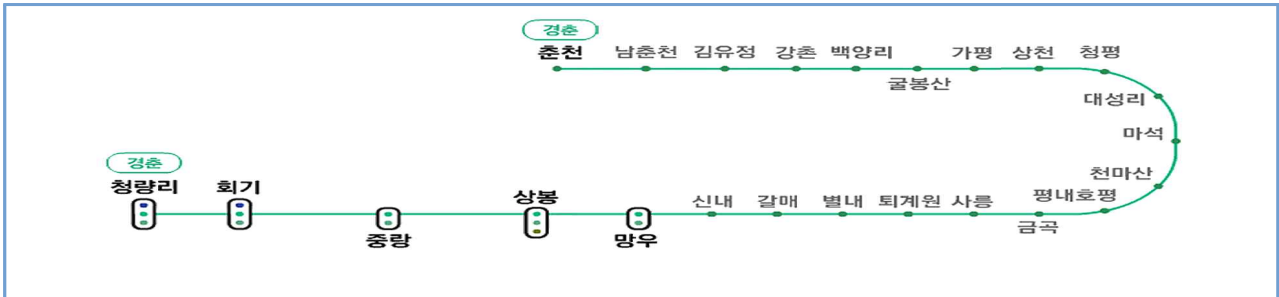 경춘
춘천 남춘천 김유정 강촌 백양리 가평 상천 청평
굴봉산
대성리
마석
경춘
천마산
청량리 회기 상봉 신내 갈매 별내 퇴계원 사릉 평내호평
금곡
중랑 망우